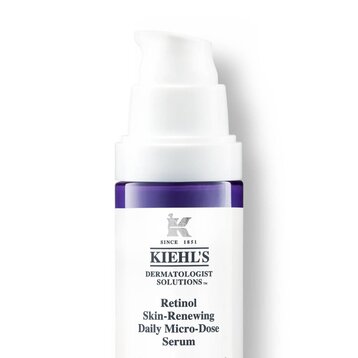 K
SINCE 1851
KIEHL'S
DERMATOLOGIST
SOLUTIONS™
Retinol
Skin-Renewing
Daily Micro-Dose
Serum